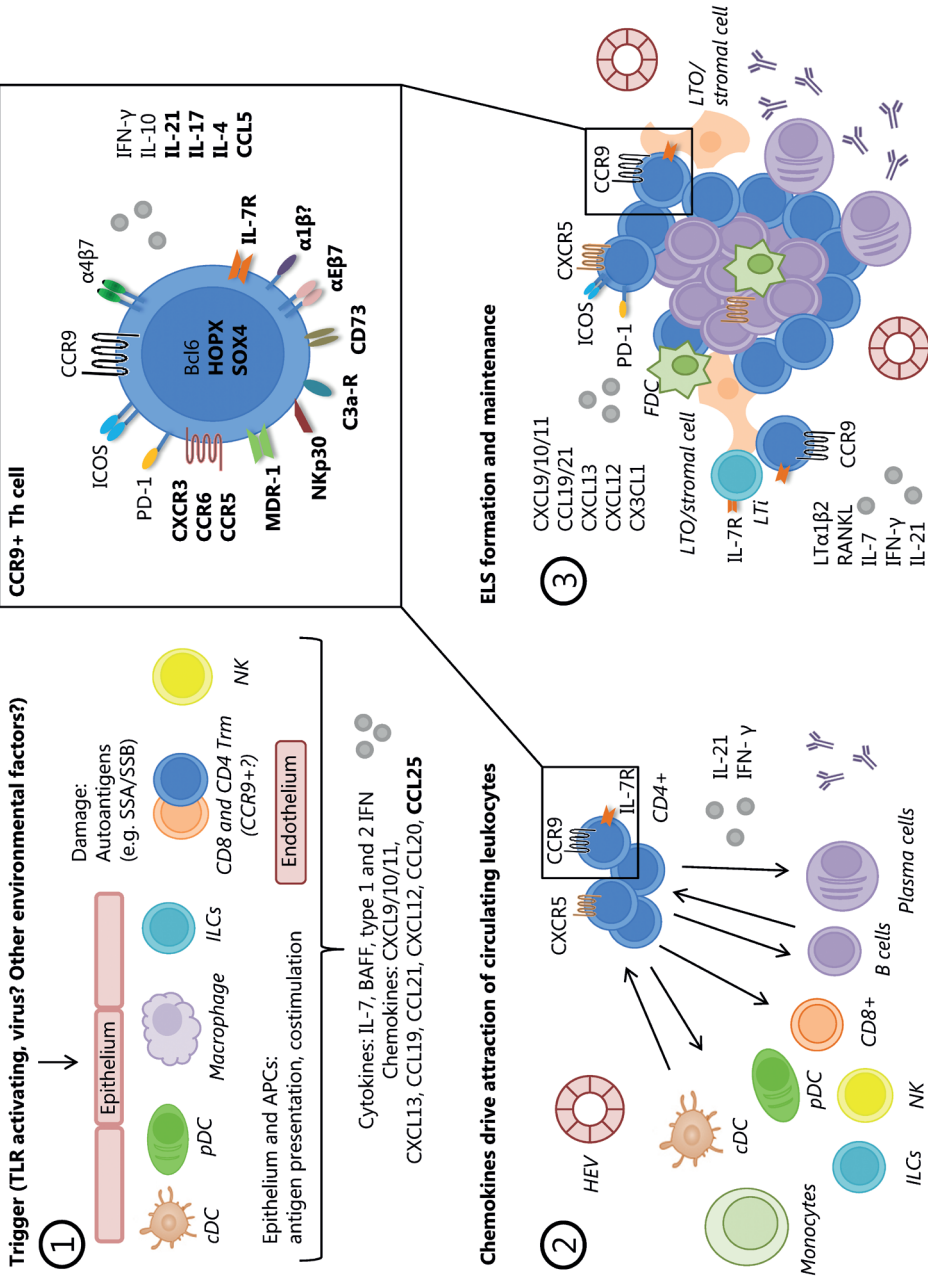 Trigger (TLR activating, virus? Other environmental factors?)
1
Epithelium
Damage:
Autoantigens
(e.g. SSA/SSB)
cDC
pDC
Macrophage
ILCs
CD8 and CD4 Trm
(CCR9+?)
NK
Epithelium and APCs:
antigen presentation, costimulation
Endothelium
Cytokines: IL-7, BAFF, type 1 and 2 IFN
Chemokines: CXCL9/10/11,
CXCL13, CCL19, CCL21, CXCL12, CCL20, CCL25
CCR9+ Th cell
CCR9
α4β7
ICOS
PD-1
CXCR3
CCR6
CCR5
MDR-1
NKp30
C3a-R
CD73
αEβ7
α1β?
IL-7R
Bcl6
HOPX
SOX4
IFN-γ
IL-10
IL-21
IL-17
IL-4
CCL5
Chemokines drive attraction of circulating leukocytes
2
HEV
CXCR5
CCR9
IL-7R
CD4+
IL-21
IFN- γ
cDC
Monocytes
pDC
ILCs
NK
CD8+
B cells
Plasma cells
ELS formation and maintenance
3
CXCL9/10/11
CCL19/21
CXCL13
CXCL12
CX3CL1
ICOS
PD-1
CXCR5
CCR9
LTO/
stromal cell
FDC
LTO/stromal cell
IL-7R
LTi
CCR9
LTα1β2
RANKL
IL-7
IFN-γ
IL-21